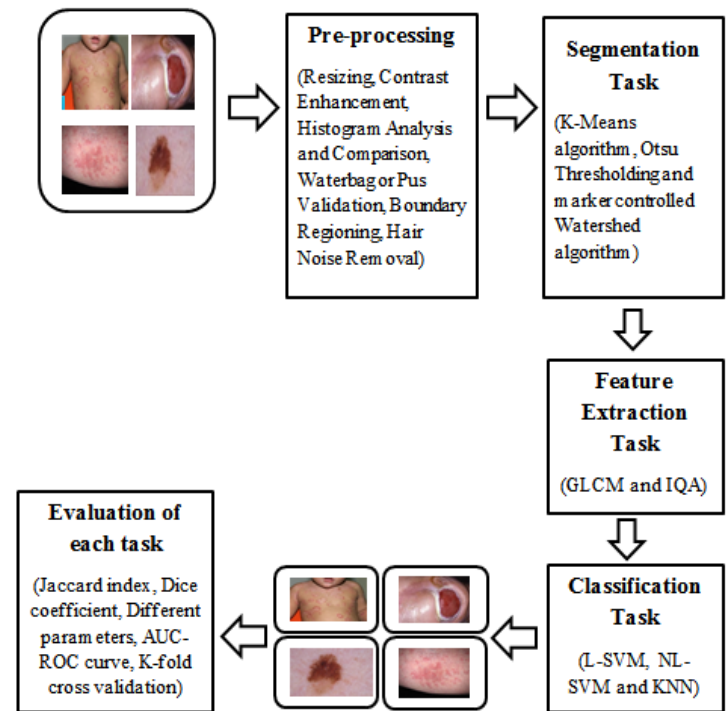 Pre-processing
(Resizing, Contrast
Enhancement,
Histogram Analysis
and Comparison,
Waterbag or Pus
Validation, Boundary
Regioning, Hair
Noise Removal)
Segmentation
Task
(K-Means
algorithm, Otsu
Thresholding and
marker controlled
Watershed
algorithm)
Feature
Extraction
Task
(GLCM and IQA)
Classification
Task
(L-SVM, NL-
SVM and KNN)
Evaluation of
each task
(Jaccard index, Dice
coefficient, Different
parameters, AUC-
ROC curve, K-fold
cross validation)